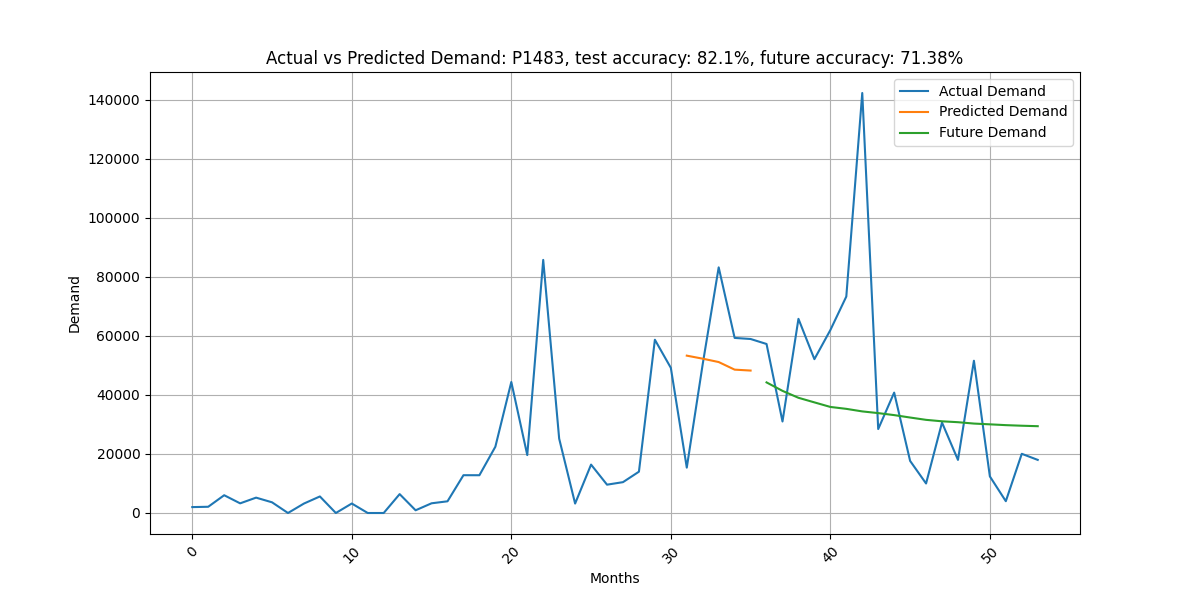 Actual vs Predicted Demand: P1483, test accuracy: 82.1%, future accuracy: 71.38%
Actual Demand
Predicted Demand
Future Demand
140000
120000
100000
80000
60000
40000
20000
0
Demand
0 10 20 30 40 50
Months